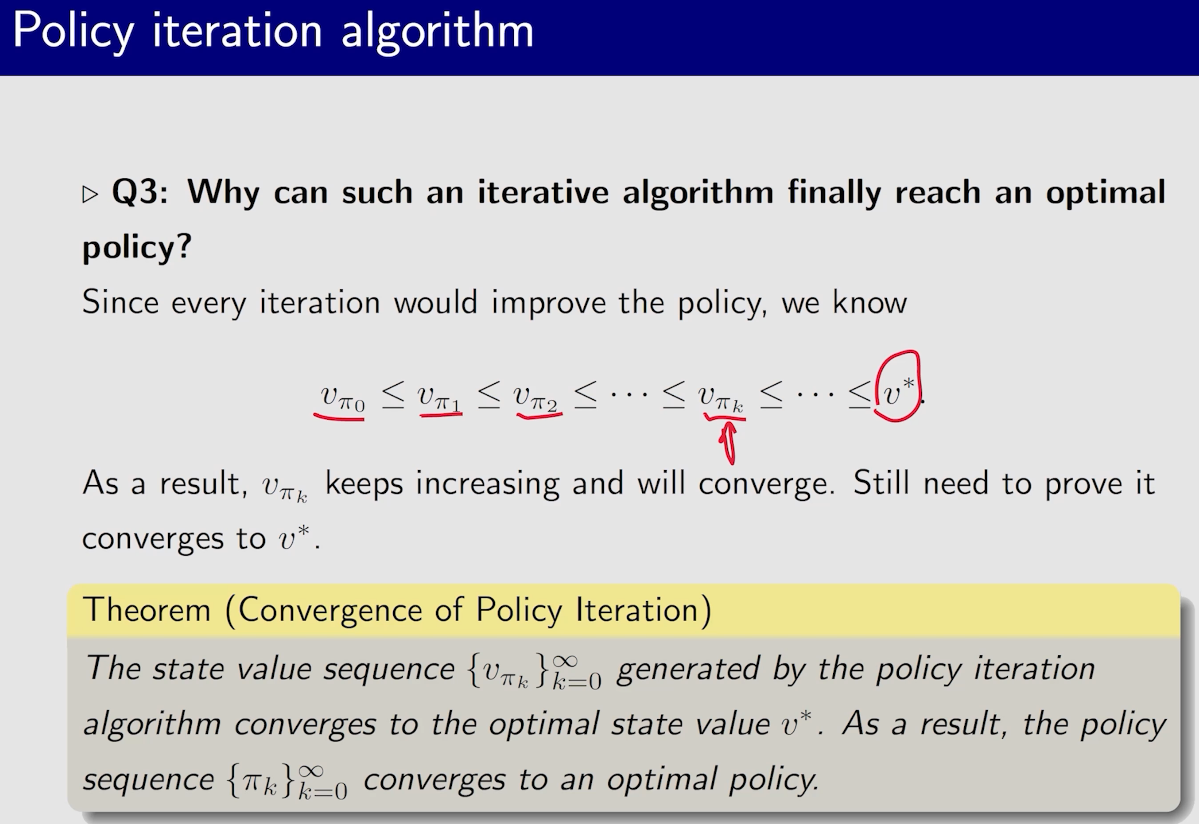 Policy iteration algorithm
▷ Q3: Why can such an iterative algorithm finally reach an optimal
policy?
Since every iteration would improve the policy, we know
$v_{\pi_0} \leq v_{\pi_1} \leq v_{\pi_2} \leq \cdots \leq v_{\pi_k} \leq \cdots \leq v^*.$
As a result, $v_{\pi_k}$ keeps increasing and will converge. Still need to prove it
converges to $v^*$.
Theorem (Convergence of Policy Iteration)
The state value sequence $\{v_{\pi_k}\}_{k=0}^{\infty}$ generated by the policy iteration
algorithm converges to the optimal state value $v^*$. As a result, the policy
sequence $\{\pi_k\}_{k=0}^{\infty}$ converges to an optimal policy.